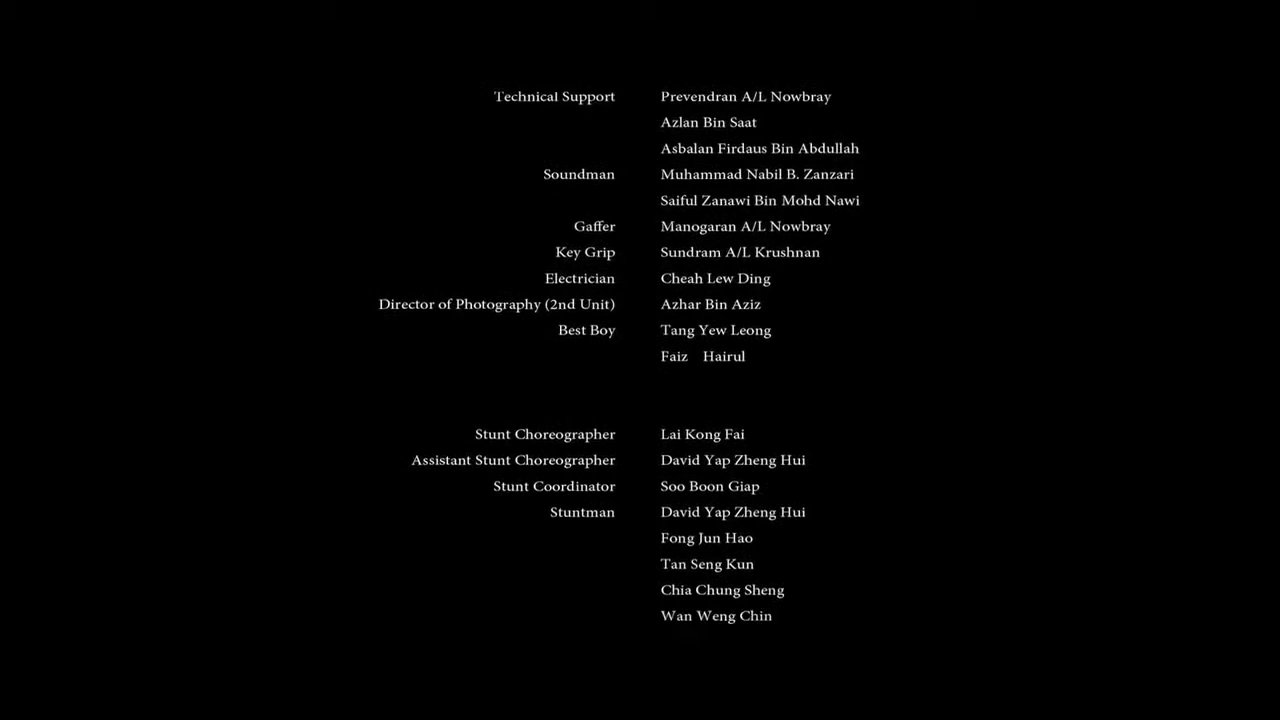 Technical Support Prevendran A/L Nowbray
Azlan Bin Saat
Asbalan Firdaus Bin Abdullah
Soundman Muhammad Nabil B. Zanzari
Saiful Zanawi Bin Mohd Nawi
Gaffer Manogaran A/L Nowbray
Key Grip Sundram A/L Krushnan
Electrician Cheah Lew Ding
Director of Photography (2nd Unit) Azhar Bin Aziz
Best Boy Tang Yew Leong
Faiz Hairul
Stunt Choreographer Lai Kong Fai
Assistant Stunt Choreographer David Yap Zheng Hui
Stunt Coordinator Soo Boon Giap
Stuntman David Yap Zheng Hui
Fong Jun Hao
Tan Seng Kun
Chia Chung Sheng
Wan Weng Chin